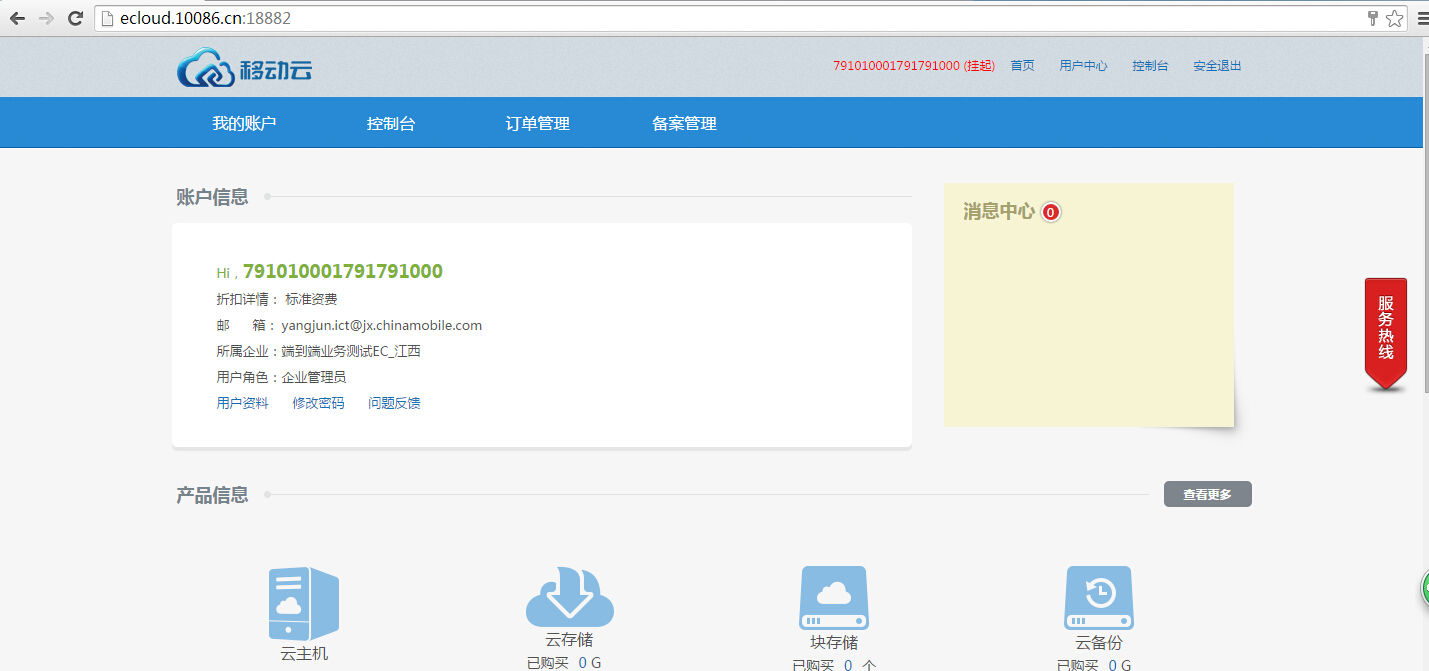 ecloud.10086.cn:18882
移动云
791010001791791000 (挂起) 首页 用户中心 控制台 安全退出
我的账户 控制台 订单管理 备案管理
账户信息
消息中心 0
Hi , 791010001791791000
折扣详情： 标准资费
邮 箱： yangjun.ict@jx.chinamobile.com
所属企业：端到端业务测试EC_江西
用户角色：企业管理员
用户资料 修改密码 问题反馈
服务热线
产品信息
查看更多
云主机
云存储
已购买 0 G
块存储
已购买 0 个
云备份
已购买 0 G